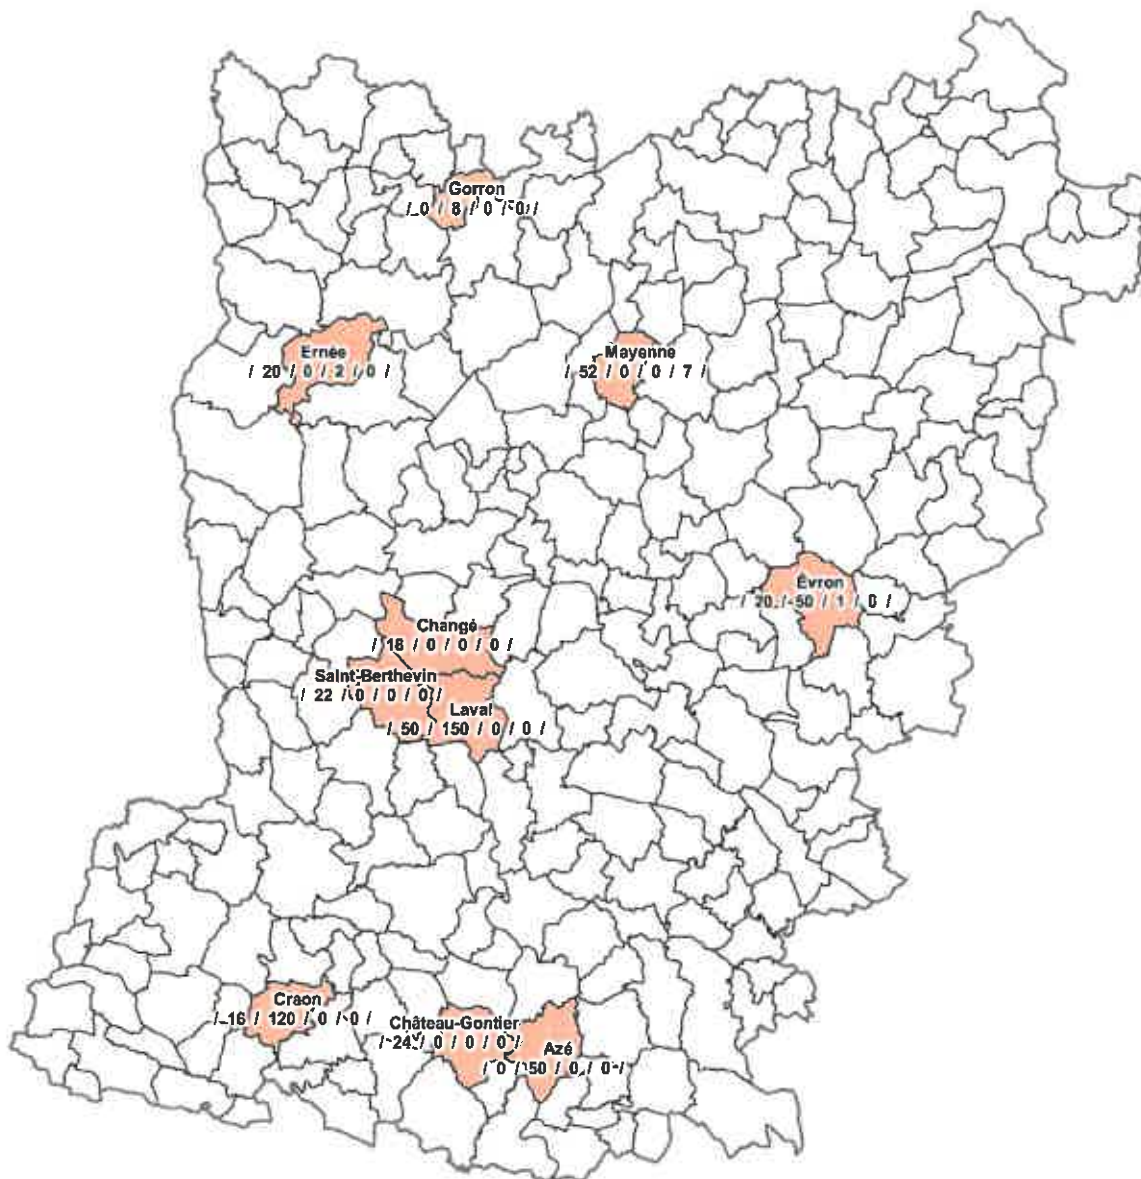 Gorron
/ 0 / 8 / 0 / 0 /
Ernée
/ 20 / 0 / 2 / 0 /
Mayenne
/ 52 / 0 / 0 / 7 /
Évron
/ 20 / 50 / 1 / 0 /
Changé
/ 18 / 0 / 0 / 0 /
Saint-Berthevin
/ 22 / 0 / 0 / 0 /
Laval
/ 50 / 150 / 0 / 0 /
Craon
/ 16 / 120 / 0 / 0 /
Château-Gontier
/ 24 / 0 / 0 / 0 /
Azé
/ 0 / 50 / 0 / 0 /